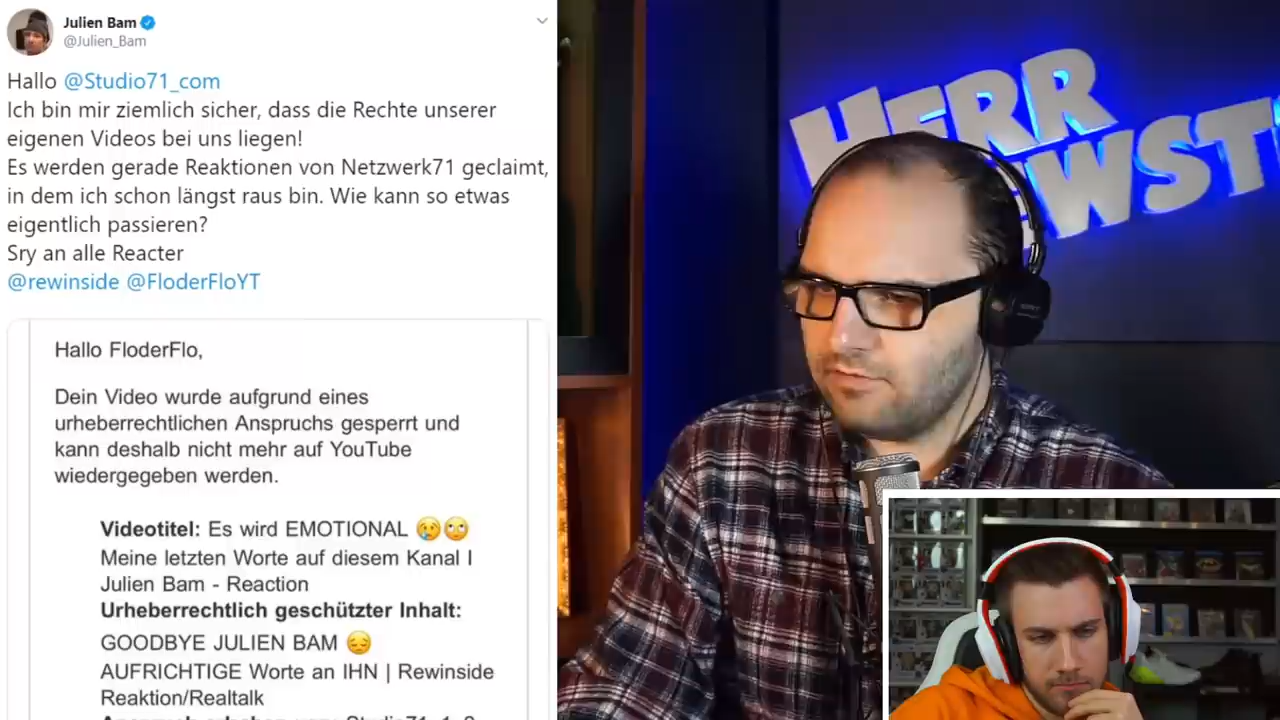 Julien Bam
@Julien_Bam
Hallo @Studio71_com
Ich bin mir ziemlich sicher, dass die Rechte unserer
eigenen Videos bei uns liegen!
Es werden gerade Reaktionen von Netzwerk71 geclaimt,
in dem ich schon längst raus bin. Wie kann so etwas
eigentlich passieren?
Sry an alle Reacter
@rewinside @FloderFloYT
Hallo FloderFlo,
Dein Video wurde aufgrund eines
urheberrechtlichen Anspruchs gesperrt und
kann deshalb nicht mehr auf YouTube
wiedergegeben werden.
Videotitel: Es wird EMOTIONAL 😢🙄
Meine letzten Worte auf diesem Kanal I
Julien Bam - Reaction
Urheberrechtlich geschützter Inhalt:
GOODBYE JULIEN BAM 😔
AUFRICHTIGE Worte an IHN | Rewinside
Reaktion/Realtalk
HERR